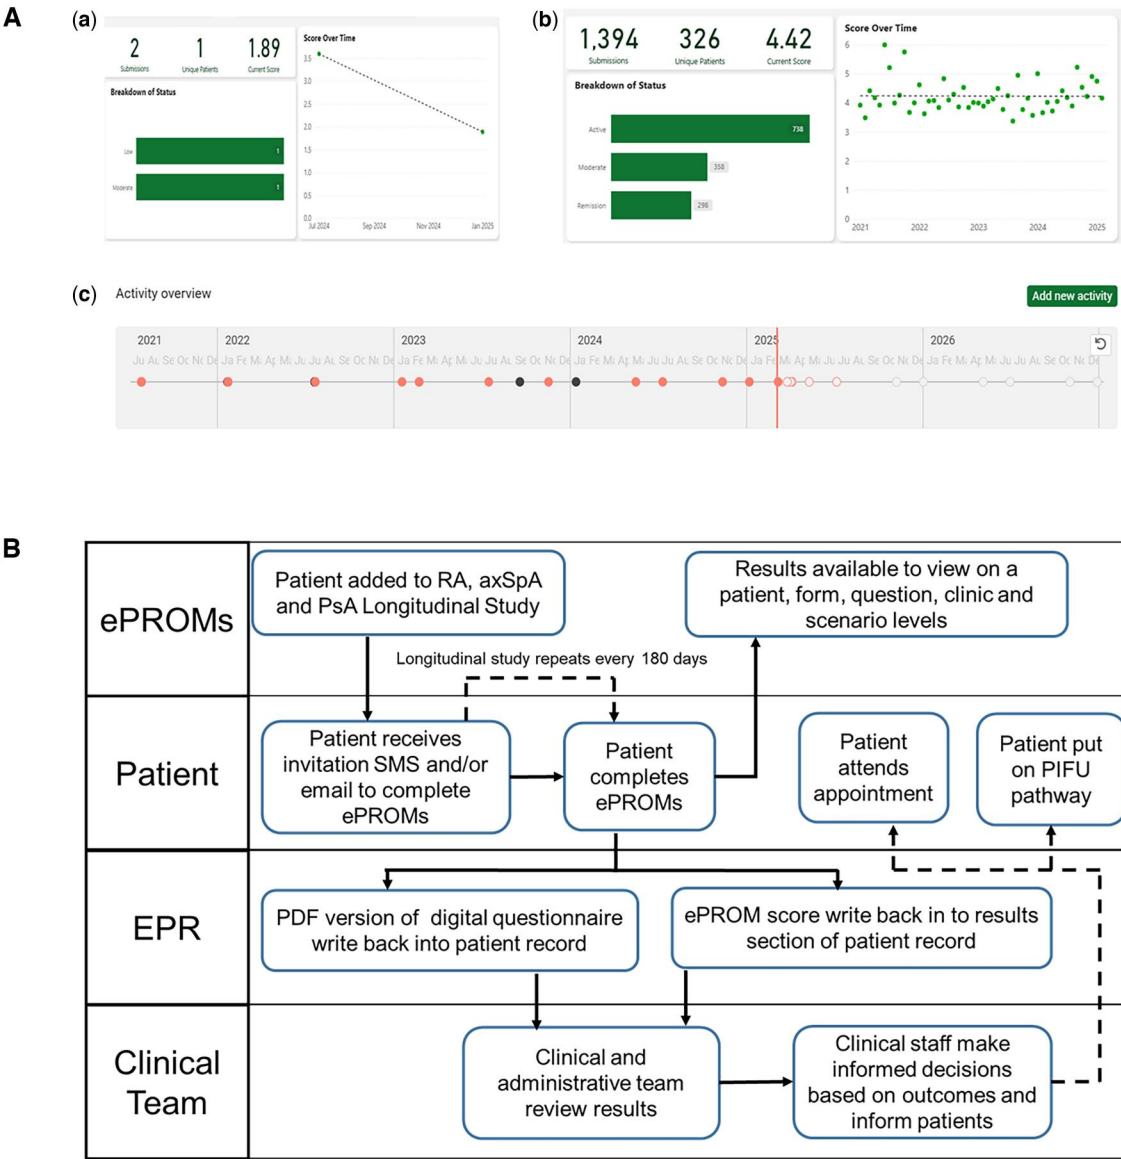 A
(a)
2
1
1.89
Submissions
Unique Patients
Current Score
Breakdown of Status
Low
1
Moderate
1
Score Over Time
3.5
3.0
2.5
2.0
1.5
1.0
0.5
0.0
Jul 2024
Sep 2024
Nov 2024
Jan 2025
(b)
1,394
326
4.42
Submissions
Unique Patients
Current Score
Breakdown of Status
Active
738
Moderate
358
Remission
298
Score Over Time
6
5
4
3
2
1
0
2021
2022
2023
2024
2025
(c)
Activity overview
Add new activity
2021
2022
2023
2024
2025
2026
B
ePROMs
Patient added to RA, axSpA
and PsA Longitudinal Study
Results available to view on a
patient, form, question, clinic and
scenario levels
Longitudinal study repeats every 180 days
Patient
Patient receives
invitation SMS and/or
email to complete
ePROMs
Patient
completes
ePROMs
Patient
attends
appointment
Patient put
on PIFU
pathway
EPR
PDF version of digital questionnaire
write back into patient record
ePROM score write back in to results
section of patient record
Clinical
Team
Clinical and
administrative team
review results
Clinical staff make
informed decisions
based on outcomes and
inform patients